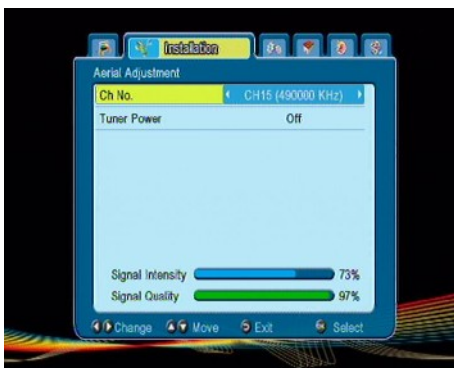 Installation
Aerial Adjustment
Ch No. CH15 (490000 KHz)
Tuner Power Off
Signal Intensity 73%
Signal Quality 97%
Change Move Exit Select